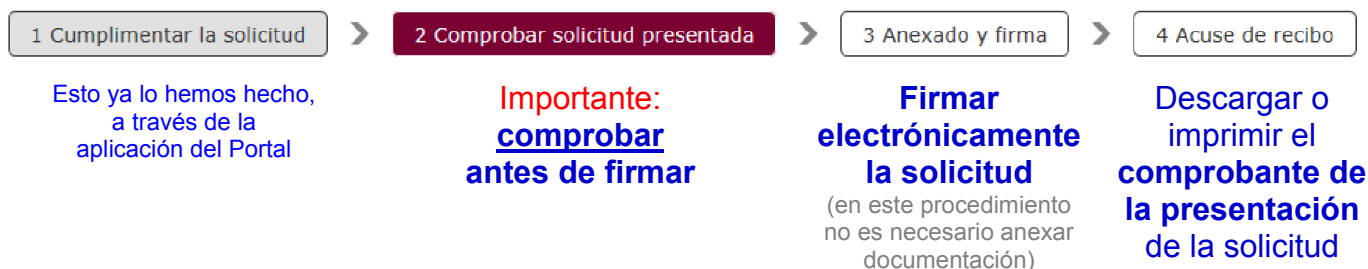 1 Cumplimentar la solicitud
2 Comprobar solicitud presentada
3 Anexado y firma
4 Acuse de recibo
Esto ya lo hemos hecho,
a través de la
aplicación del Portal
Importante:
comprobar
antes de firmar
Firmar
electrónicamente
la solicitud
(en este procedimiento
no es necesario anexar
documentación)
Descargar o
imprimir el
comprobante de
la presentación
de la solicitud